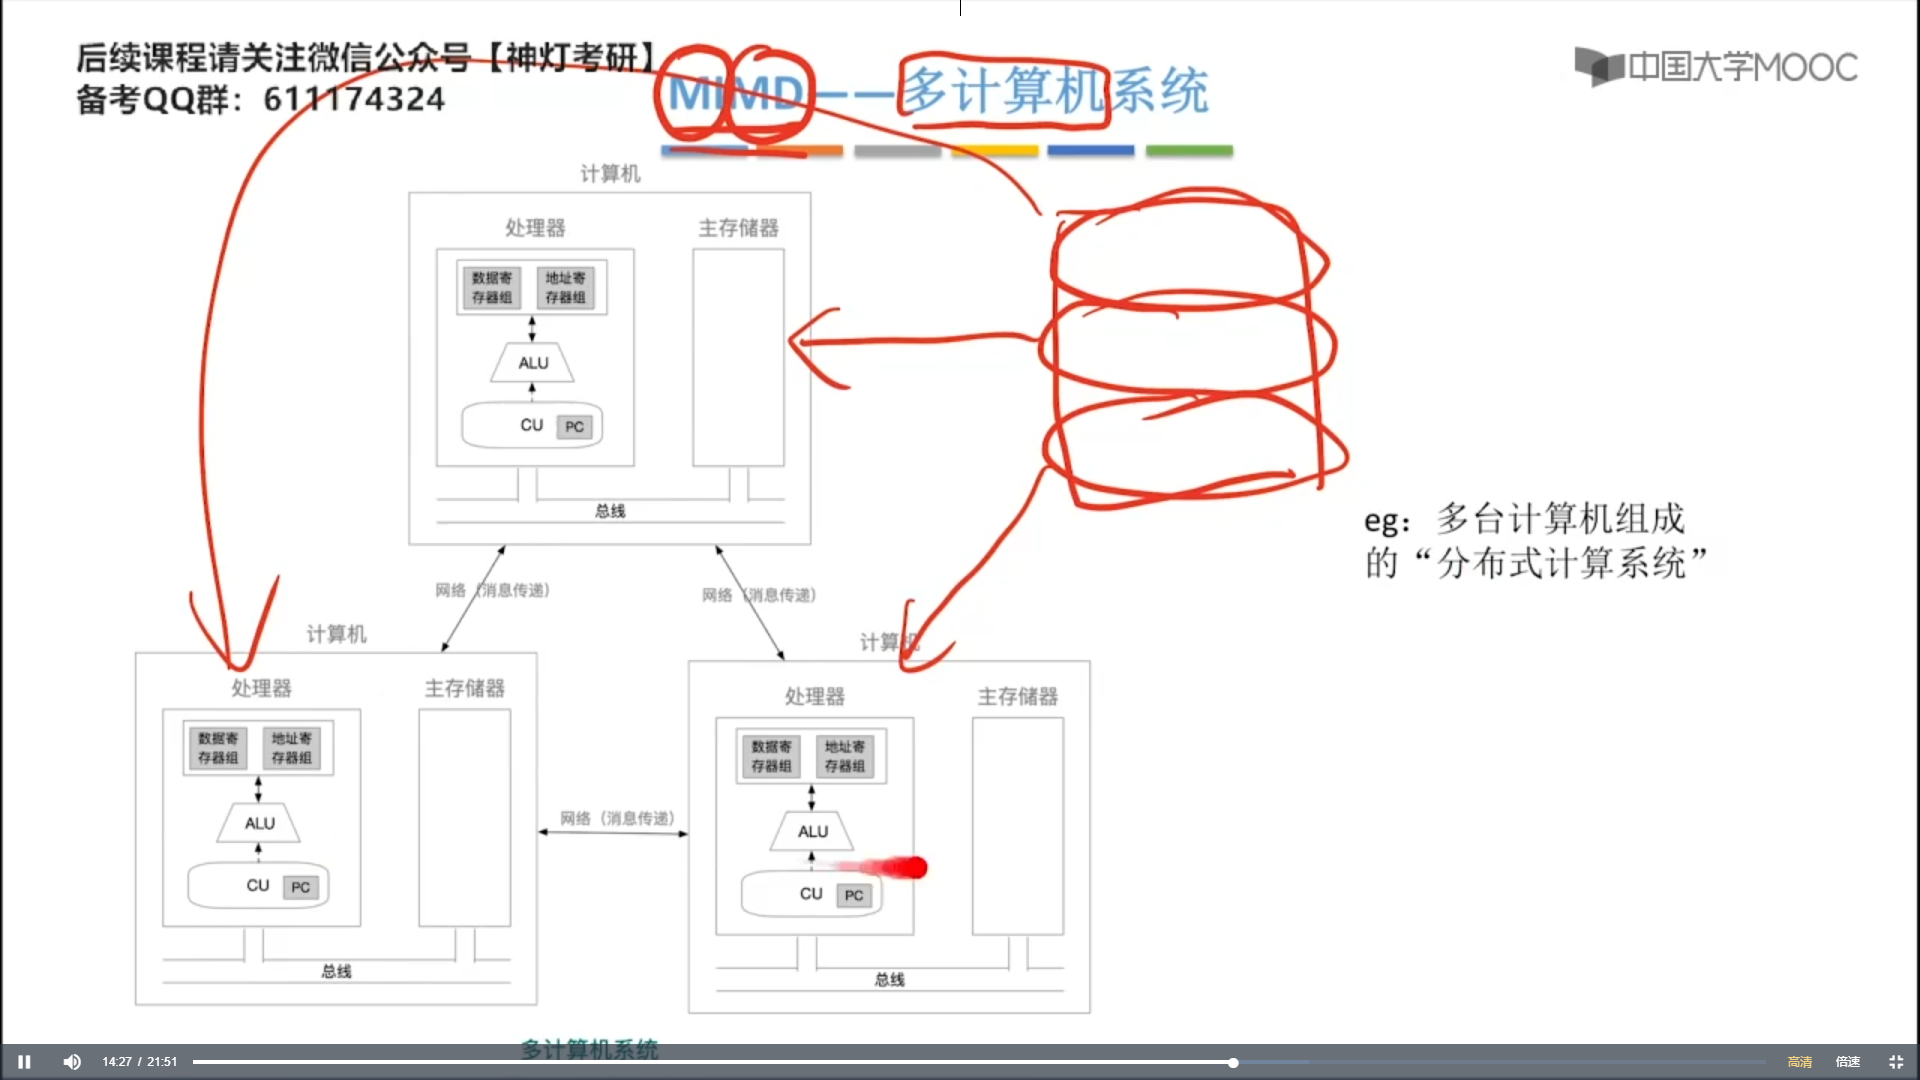 后续课程请关注微信公众号【神灯考研】
备考QQ群：611174324
MIMD——多计算机系统
中国大学MOOC
计算机
处理器
主存储器
数据寄
存器组
地址寄
存器组
ALU
CU
PC
总线
eg：多台计算机组成
的“分布式计算系统”
网络（消息传递）
网络（消息传递）
计算机
处理器
主存储器
数据寄
存器组
地址寄
存器组
ALU
CU
PC
总线
网络（消息传递）
计算机
处理器
主存储器
数据寄
存器组
地址寄
存器组
ALU
CU
PC
总线
多计算机系统
14:27 / 21:51
高清
倍速